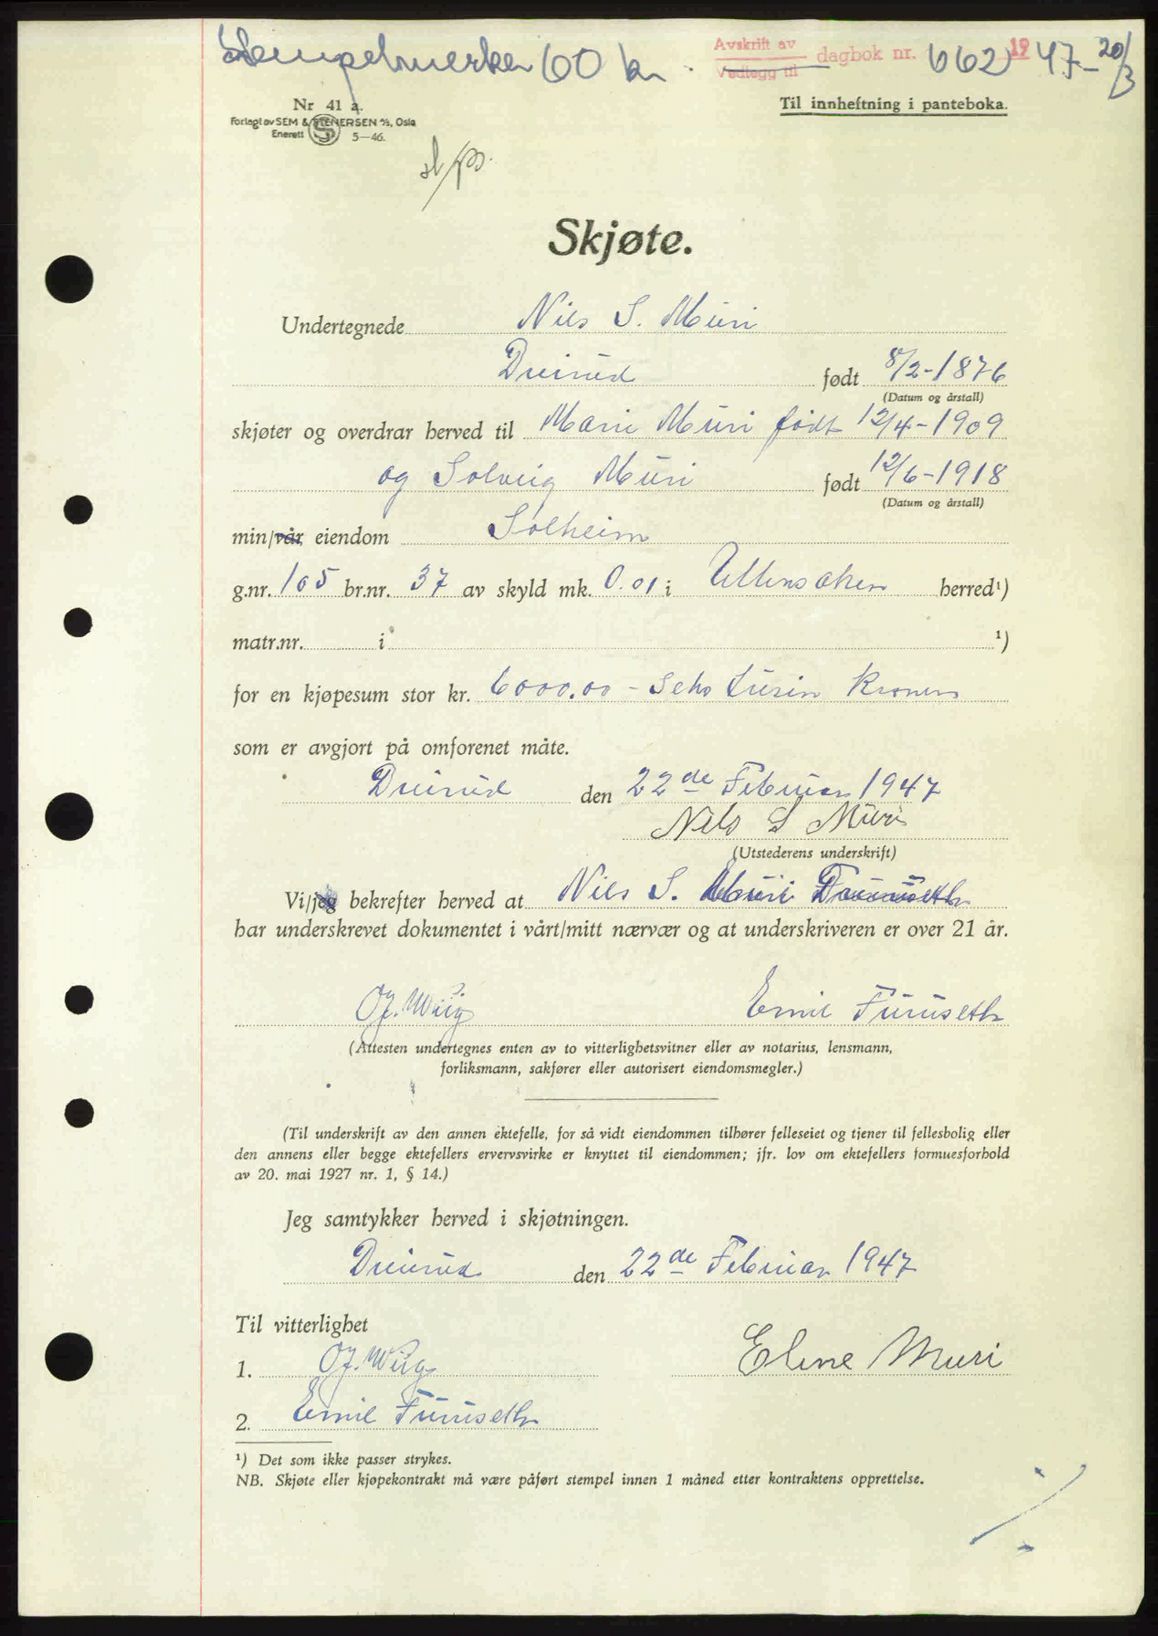 Stempelmerker 60 kr.
Avskrift av
Vedlegg til dagbok nr. 662 19 47 - 20/3
Nr 41 a.
Til innheftning i panteboka.
Forlagt av SEM & STENERSEN A/S, Oslo
Enerett S 5—46.
Skjøte.
Undertegnede Nils S. Muri
født 8/2-1876
(Datum og årstall)
skjøter og overdrar herved til Marie Muri født 12/4-1909
og Solveig Muri født 12/6-1918
(Datum og årstall)
min/vår eiendom Solheim
g.nr. 105 br.nr. 37 av skyld mk. 0.01 i Ullensaker herred¹)
matr.nr. i ¹)
for en kjøpesum stor kr. 6000.00 - Seks tusin Kroner
som er avgjort på omforenet måte.
den 22de Februar 1947
Nils S Muri
(Utstederens underskrift)
Vi/jeg bekrefter herved at Nils S. Muri
har underskrevet dokumentet i vårt/mitt nærvær og at underskriveren er over 21 år.
Oj. Wiig Emil Furuseth
(Attesten undertegnes enten av to vitterlighetsvitner eller av notarius, lensmann,
forliksmann, sakfører eller autorisert eiendomsmegler.)
(Til underskrift av den annen ektefelle, for så vidt eiendommen tilhører felleseiet og tjener til fellesbolig eller
den annens eller begge ektefellers ervervsvirke er knyttet til eiendommen; jfr. lov om ektefellers formuesforhold
av 20. mai 1927 nr. 1, § 14.)
Jeg samtykker herved i skjøtningen.
den 22de Februar 1947
Til vitterlighet
1. Oj. Wiig Eline Muri
2. Emil Furuseth
¹) Det som ikke passer strykes.
NB. Skjøte eller kjøpekontrakt må være påført stempel innen 1 måned etter kontraktens opprettelse.